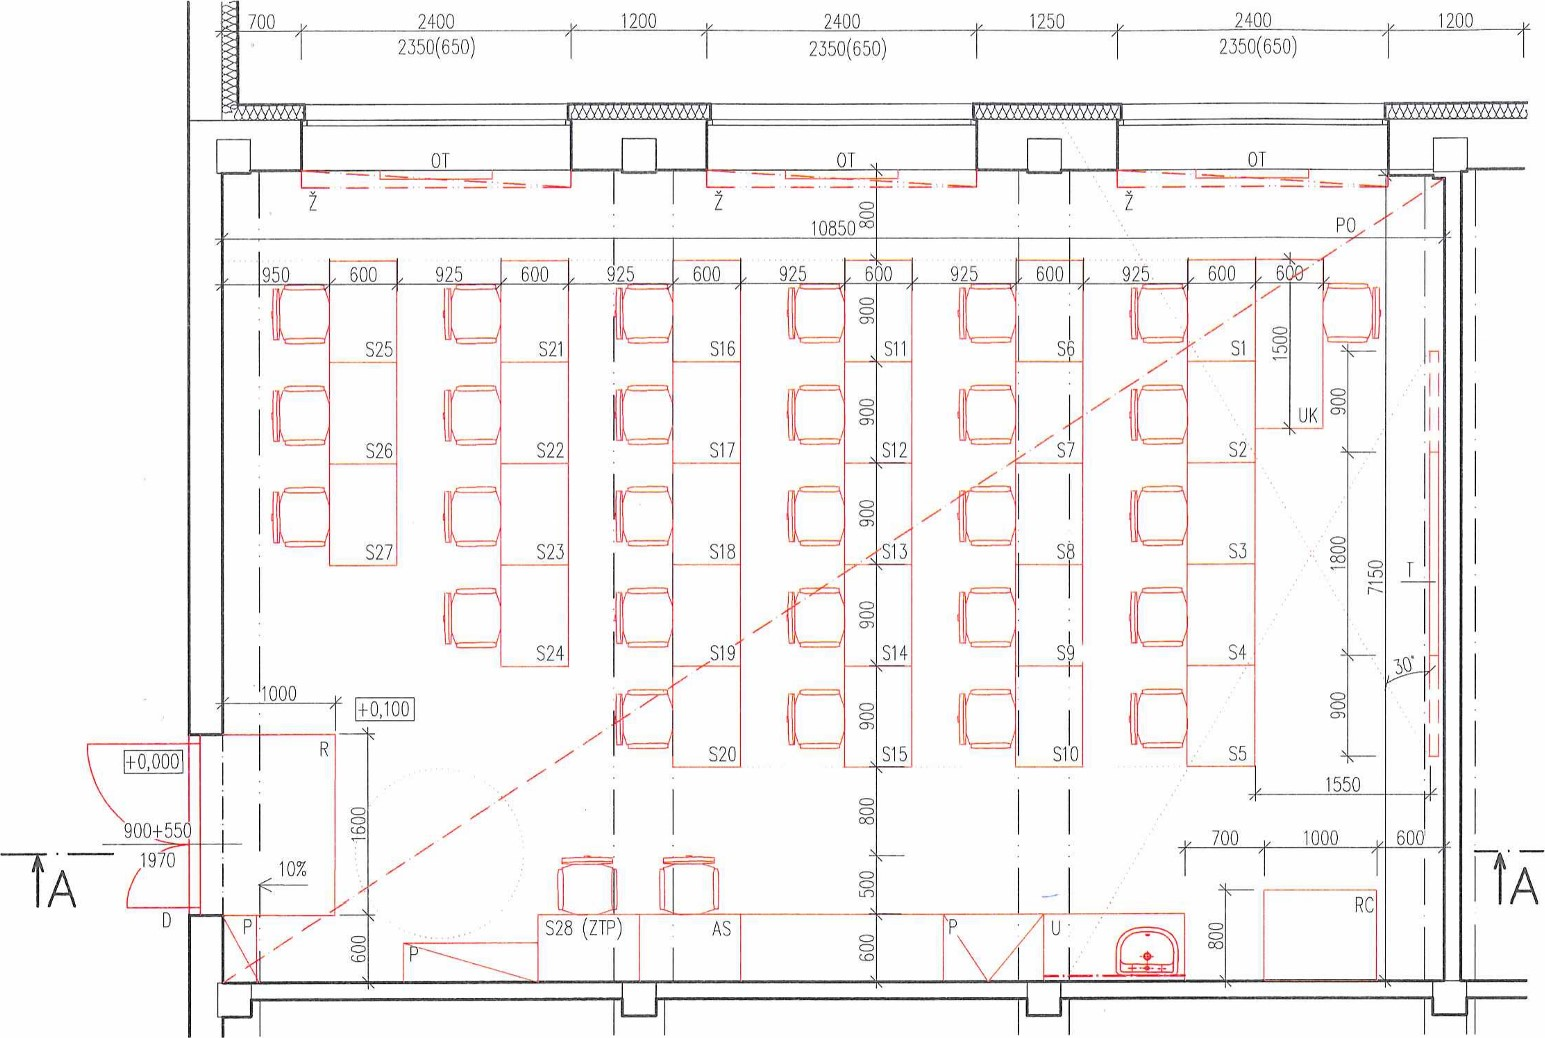 700 2400 1200 2400 1250 2400 1200
2350(650) 2350(650) 2350(650)
OT OT OT
Ž Ž Ž
800
10850 PO
950 600 925 600 925 600 925 600 925 600 925 600 600
900
1500
S25 S21 S16 S11 S6 S1
900 900
UK
S26 S22 S17 S12 S7 S2
900
S27 S23 S18 S13 S8 S3
1800 7150 T
900
S24 S19 S14 S9 S4
30°
1000
+0,100
900 900
R
S20 S15 S10 S5
+0,000
1550
1600 800
900+550
1970
700 1000 600
10%
A A
500
D P S28 (ZTP) AS P U RC
P
600 600 800